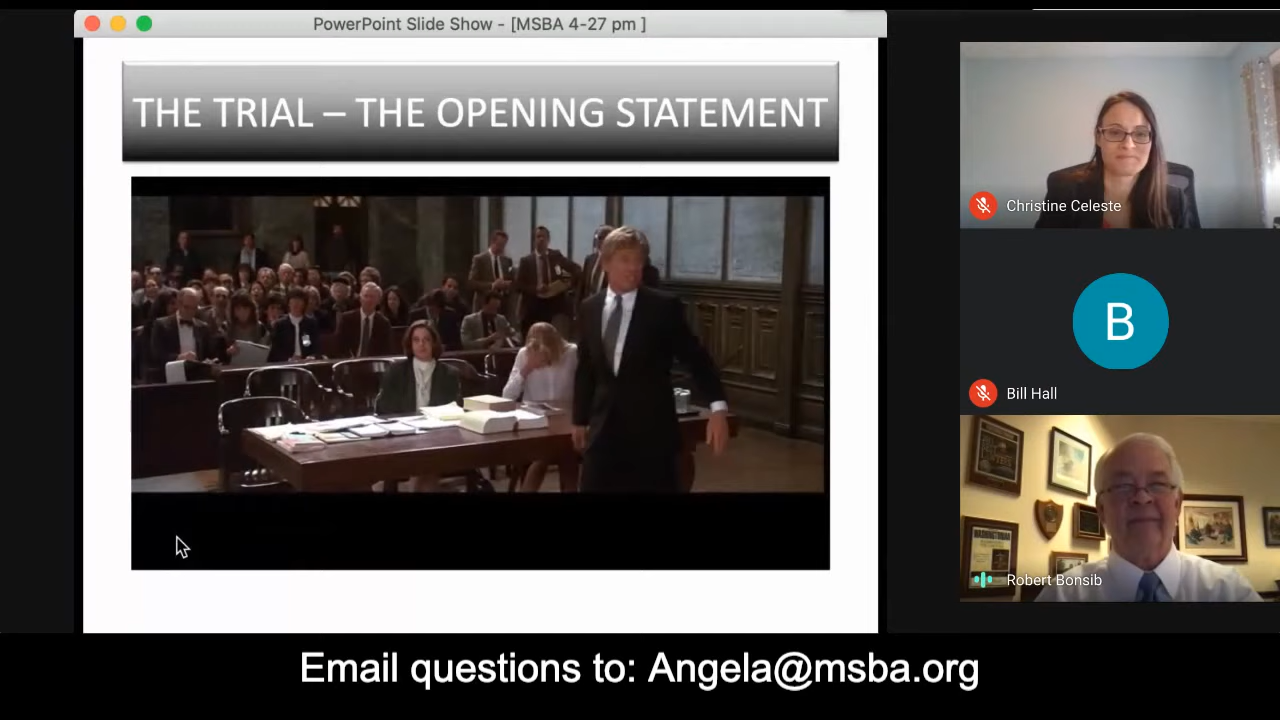 PowerPoint Slide Show - [MSBA 4-27 pm ]
THE TRIAL – THE OPENING STATEMENT
Christine Celeste
B
Bill Hall
Robert Bonsib
Email questions to: Angela@msba.org